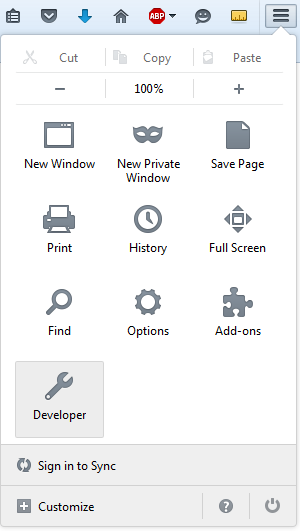 ABP
Cut Copy Paste
− 100% +
New Window
New Private Window
Save Page
Print
History
Full Screen
Find
Options
Add-ons
Developer
Sign in to Sync
Customize
?